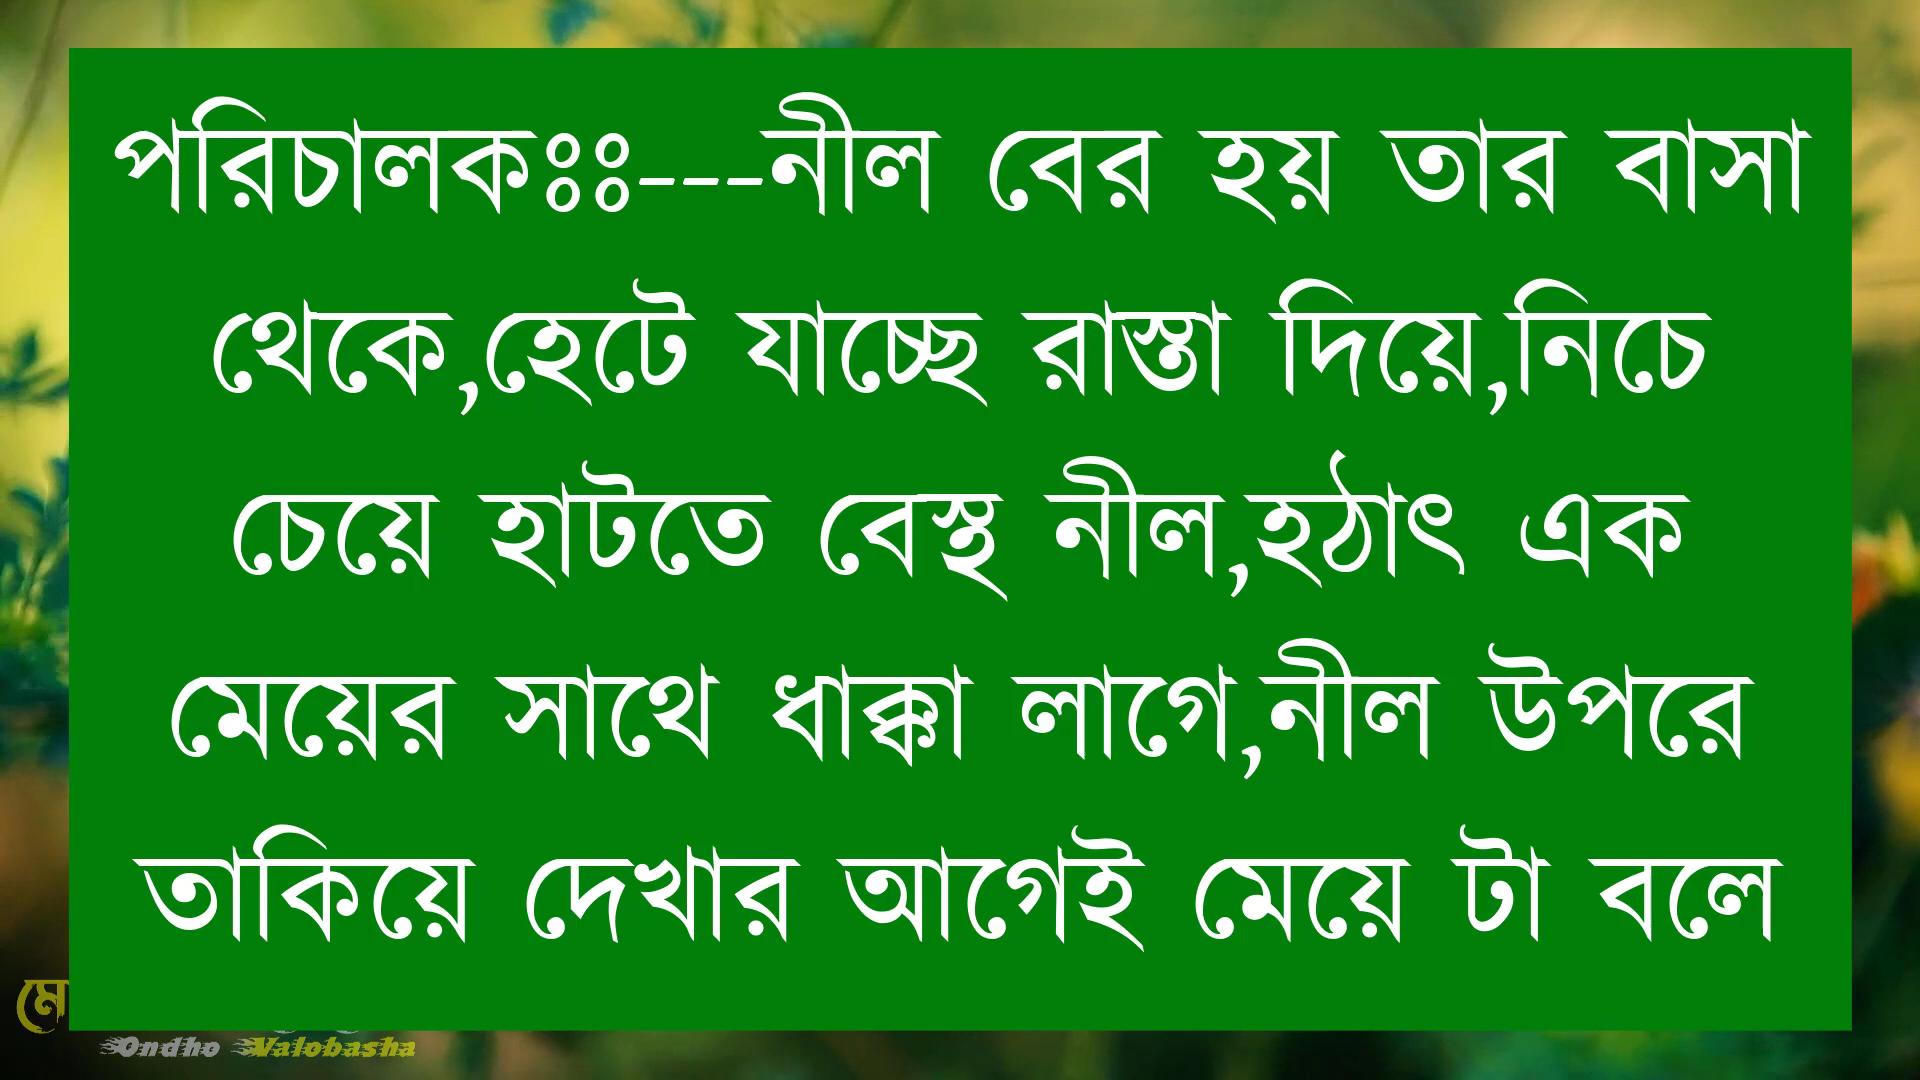 পরিচালকঃঃ---নীল বের হয় তার বাসা
থেকে,হেটে যাচ্ছে রাস্তা দিয়ে,নিচে
চেয়ে হাটতে বেস্থ নীল,হঠাৎ এক
মেয়ের সাথে ধাক্কা লাগে,নীল উপরে
তাকিয়ে দেখার আগেই মেয়ে টা বলে
Ondho Valobasha